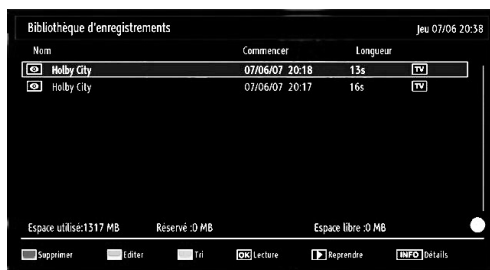 Bibliothèque d'enregistrements Jeu 07/06 20:38
Nom Commencer Longueur
Holby City 07/06/07 20:18 13s TV
Holby City 07/06/07 20:17 16s TV
Espace utilisé:1317 MB Réservé :0 MB Espace libre :0 MB
Supprimer Editer Tri OK Lecture Reprendre INFO Détails